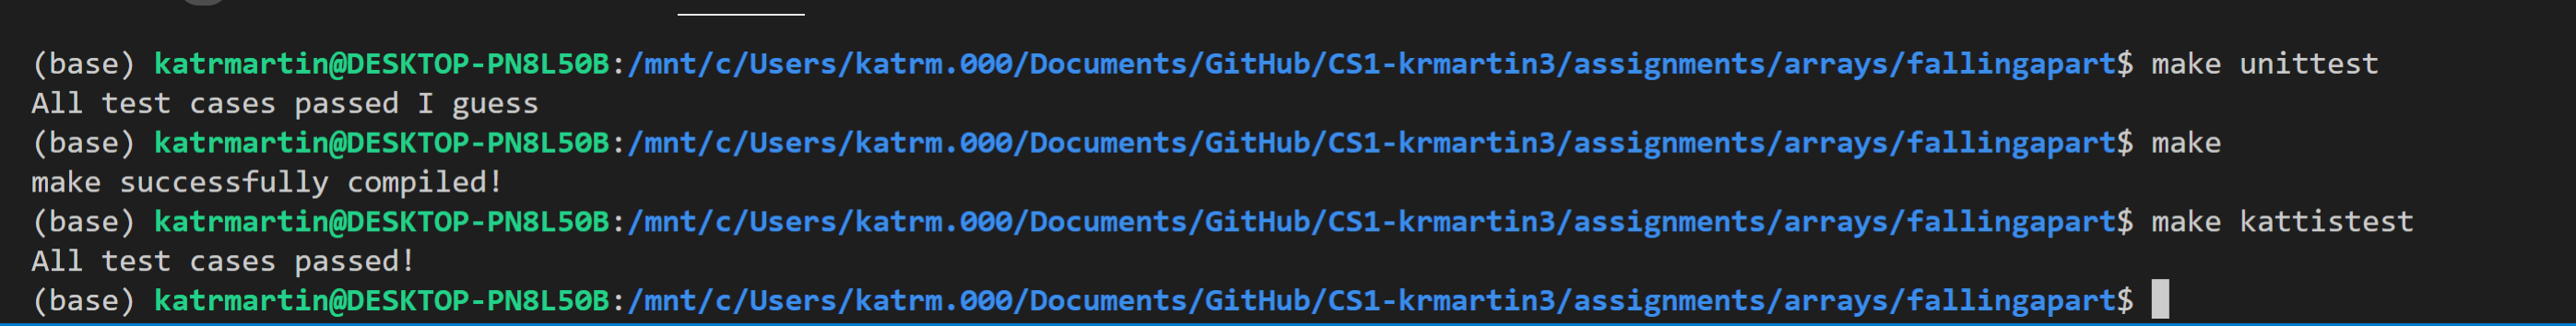 (base) katrmartin@DESKTOP-PN8L50B:/mnt/c/Users/katrm.000/Documents/GitHub/CS1-krmartin3/assignments/arrays/fallingapart$ make unittest
All test cases passed I guess
(base) katrmartin@DESKTOP-PN8L50B:/mnt/c/Users/katrm.000/Documents/GitHub/CS1-krmartin3/assignments/arrays/fallingapart$ make
make successfully compiled!
(base) katrmartin@DESKTOP-PN8L50B:/mnt/c/Users/katrm.000/Documents/GitHub/CS1-krmartin3/assignments/arrays/fallingapart$ make kattistest
All test cases passed!
(base) katrmartin@DESKTOP-PN8L50B:/mnt/c/Users/katrm.000/Documents/GitHub/CS1-krmartin3/assignments/arrays/fallingapart$